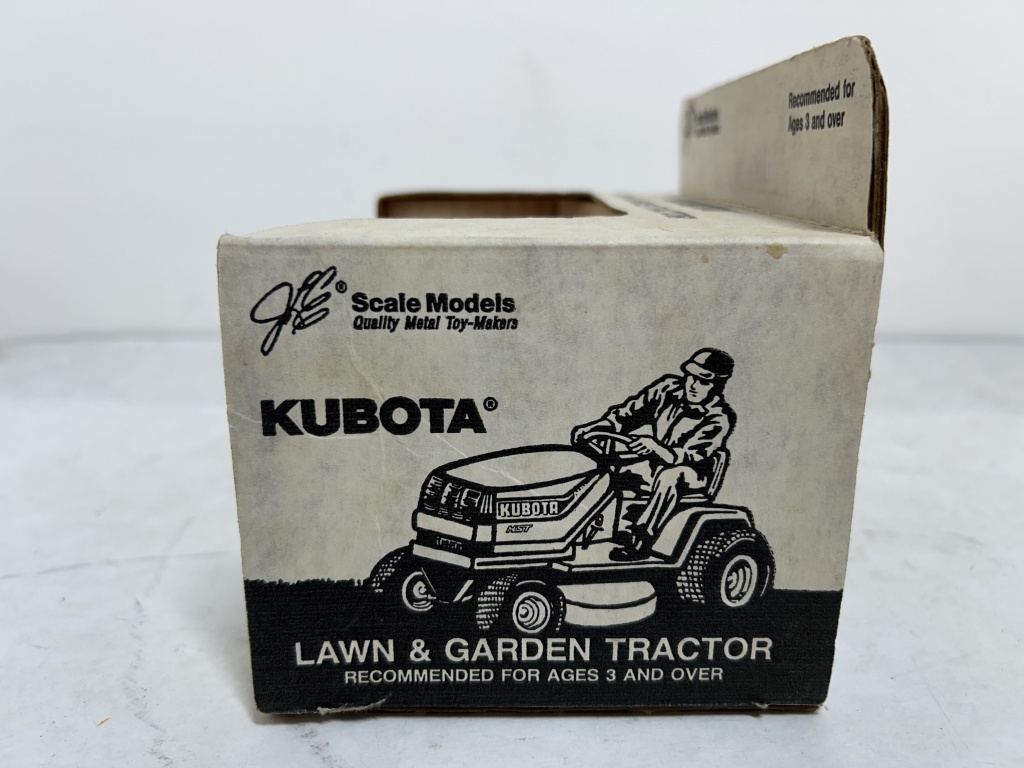 Recommended for
Ages 3 and over
JLE® Scale Models
Quality Metal Toy-Makers
KUBOTA®
KUBOTA
HST
LAWN & GARDEN TRACTOR
RECOMMENDED FOR AGES 3 AND OVER